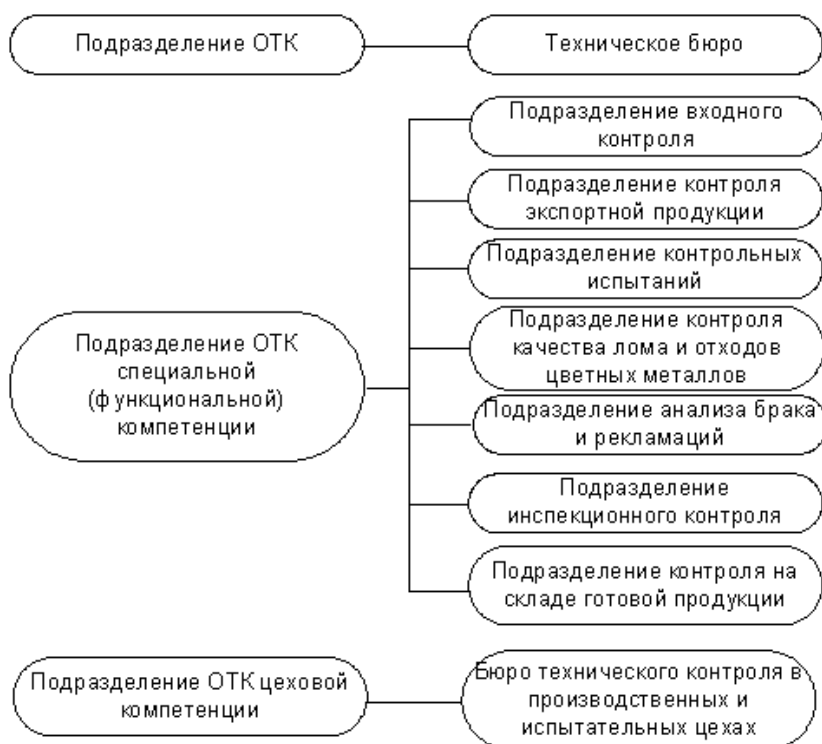 Подразделение ОТК
Техническое бюро
Подразделение входного
контроля
Подразделение контроля
экспортной продукции
Подразделение контрольных
испытаний
Подразделение контроля
качества лома и отходов
цветных металлов
Подразделение ОТК
специальной
(функциональной)
компетенции
Подразделение анализа брака
и рекламаций
Подразделение
инспекционного контроля
Подразделение контроля на
складе готовой продукции
Подразделение ОТК цеховой
компетенции
Бюро технического контроля в
производственных и
испытательных цехах